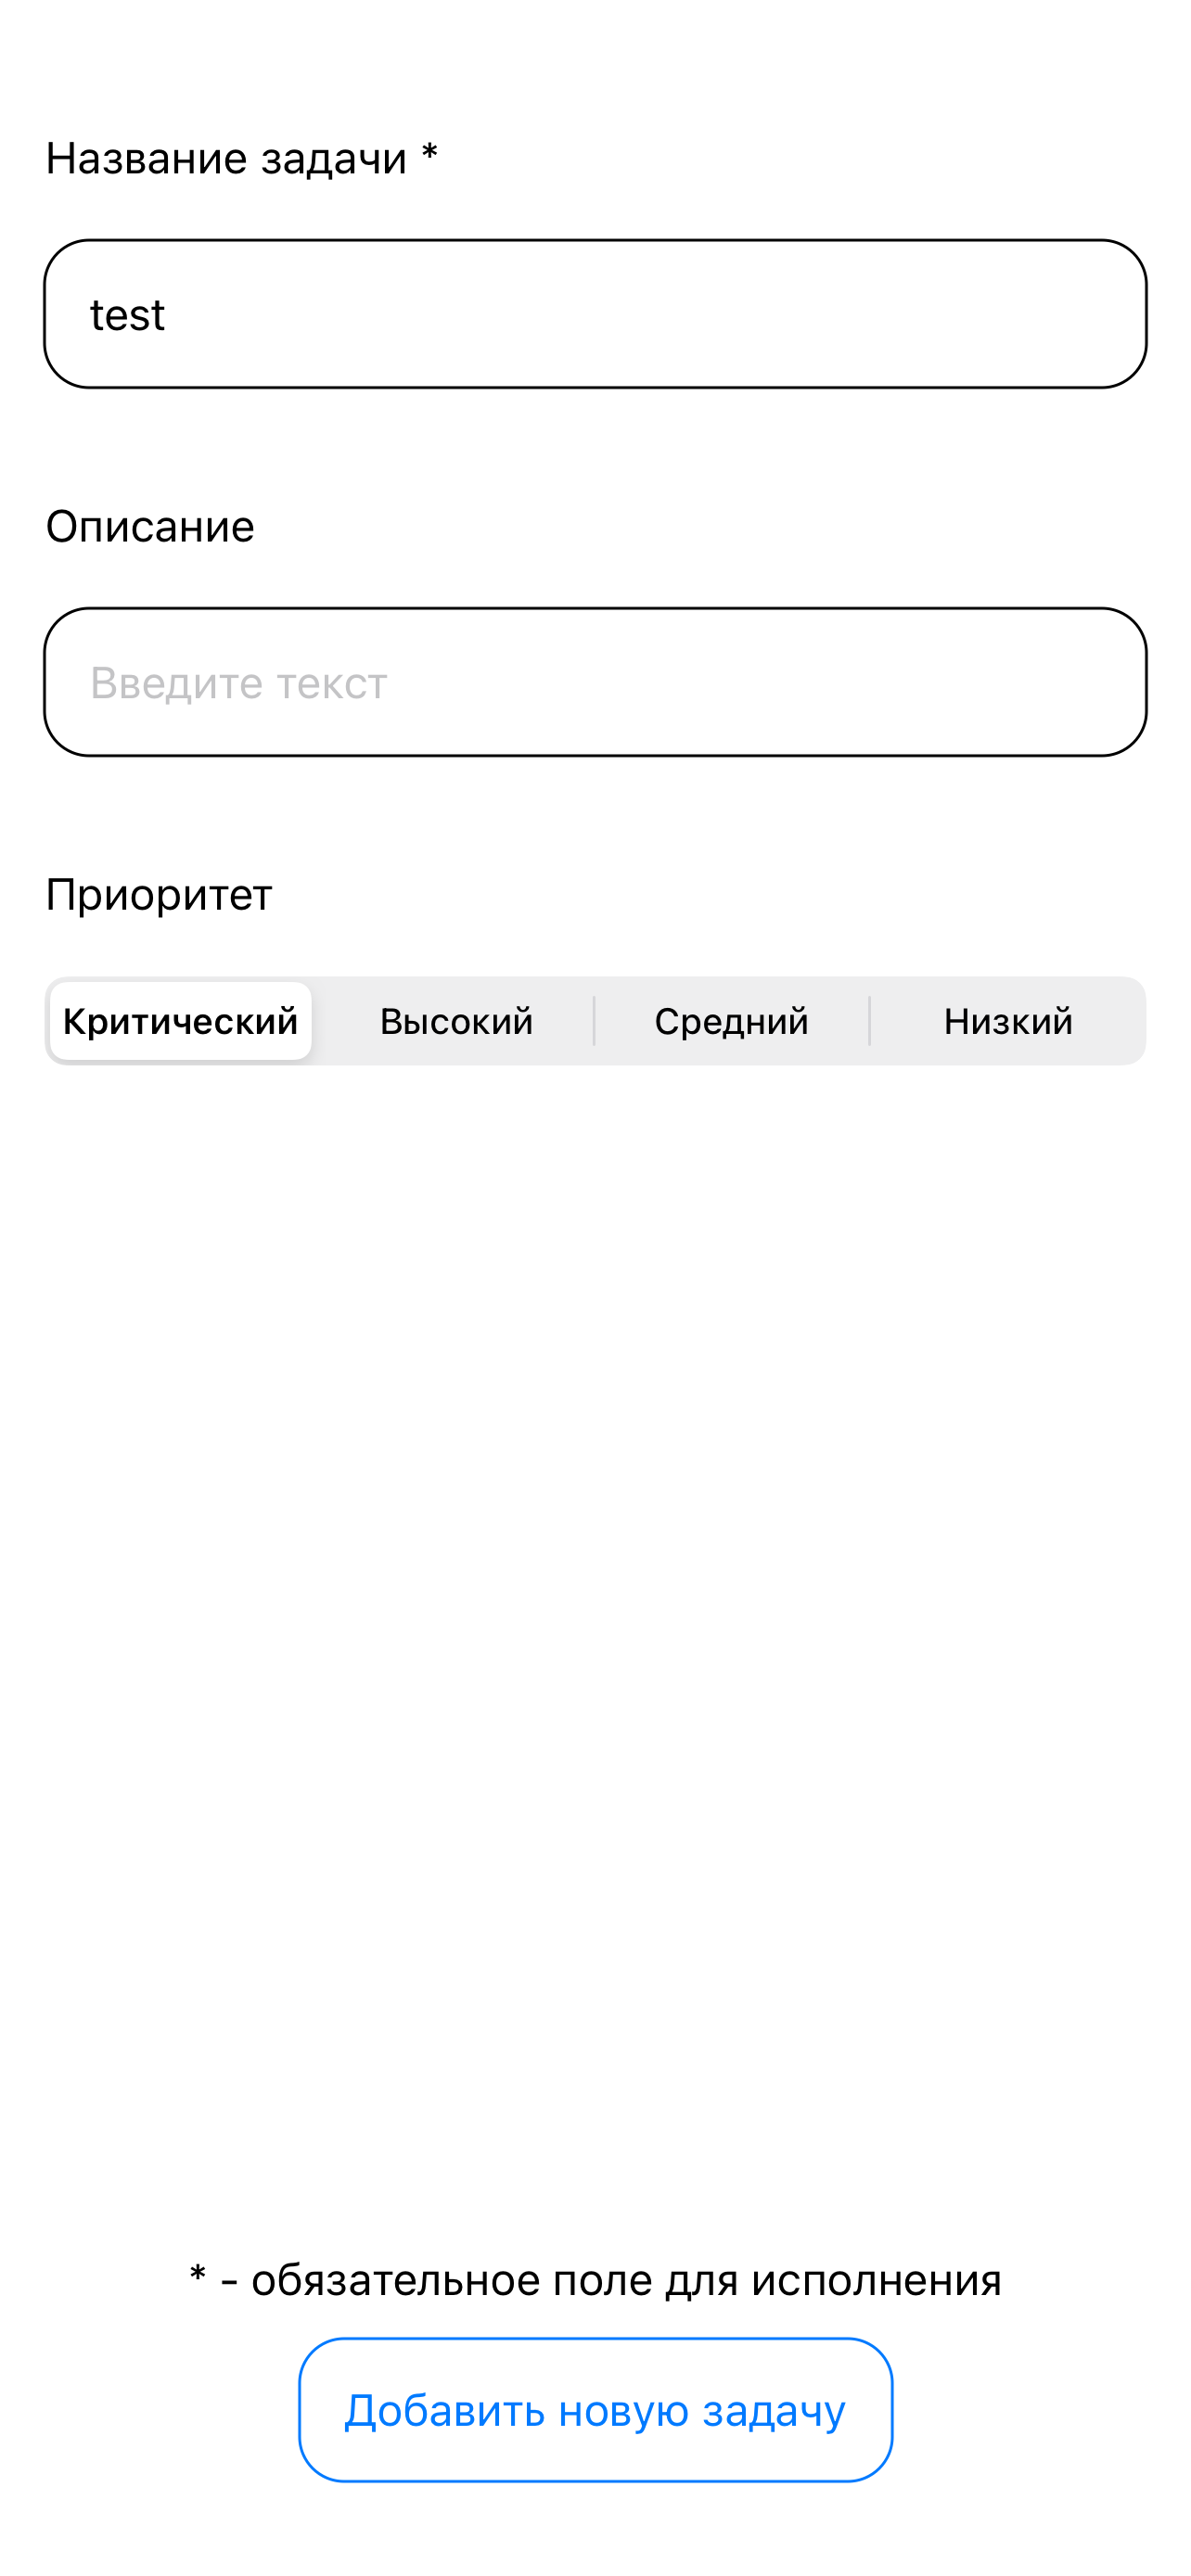 Название задачи *
test
Описание
Введите текст
Приоритет
Критический Высокий Средний Низкий
* - обязательное поле для исполнения
Добавить новую задачу